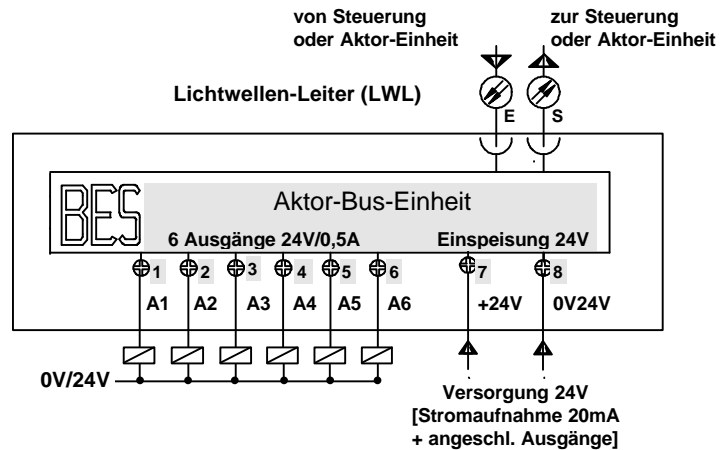 von Steuerung
oder Aktor-Einheit
zur Steuerung
oder Aktor-Einheit
Lichtwellen-Leiter (LWL)
E
S
BES
Aktor-Bus-Einheit
6 Ausgänge 24V/0,5A
Einspeisung 24V
1 2 3 4 5 6 7 8
A1 A2 A3 A4 A5 A6 +24V 0V24V
0V/24V
Versorgung 24V
[Stromaufnahme 20mA
+ angeschl. Ausgänge]